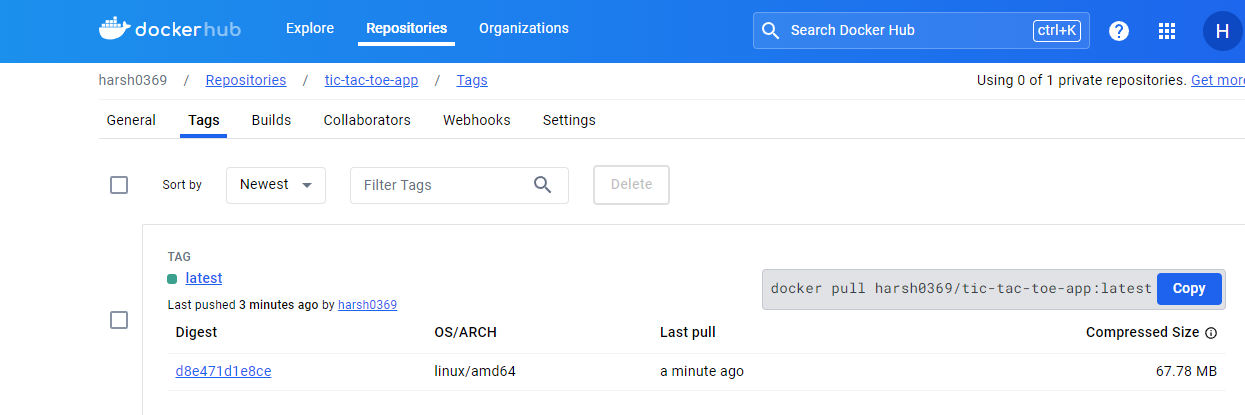 dockerhub Explore Repositories Organizations Search Docker Hub ctrl+K ? H
harsh0369 / Repositories / tic-tac-toe-app / Tags Using 0 of 1 private repositories. Get more
General Tags Builds Collaborators Webhooks Settings
Sort by Newest Filter Tags Delete
TAG
latest
docker pull harsh0369/tic-tac-toe-app:latest Copy
Last pushed 3 minutes ago by harsh0369
Digest OS/ARCH Last pull Compressed Size
d8e471d1e8ce linux/amd64 a minute ago 67.78 MB